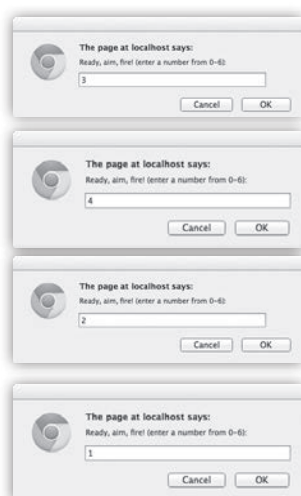 The page at localhost says:
Ready, aim, fire! (enter a number from 0-6):
3
Cancel OK
The page at localhost says:
Ready, aim, fire! (enter a number from 0-6):
4
Cancel OK
The page at localhost says:
Ready, aim, fire! (enter a number from 0-6):
2
Cancel OK
The page at localhost says:
Ready, aim, fire! (enter a number from 0-6):
1
Cancel OK